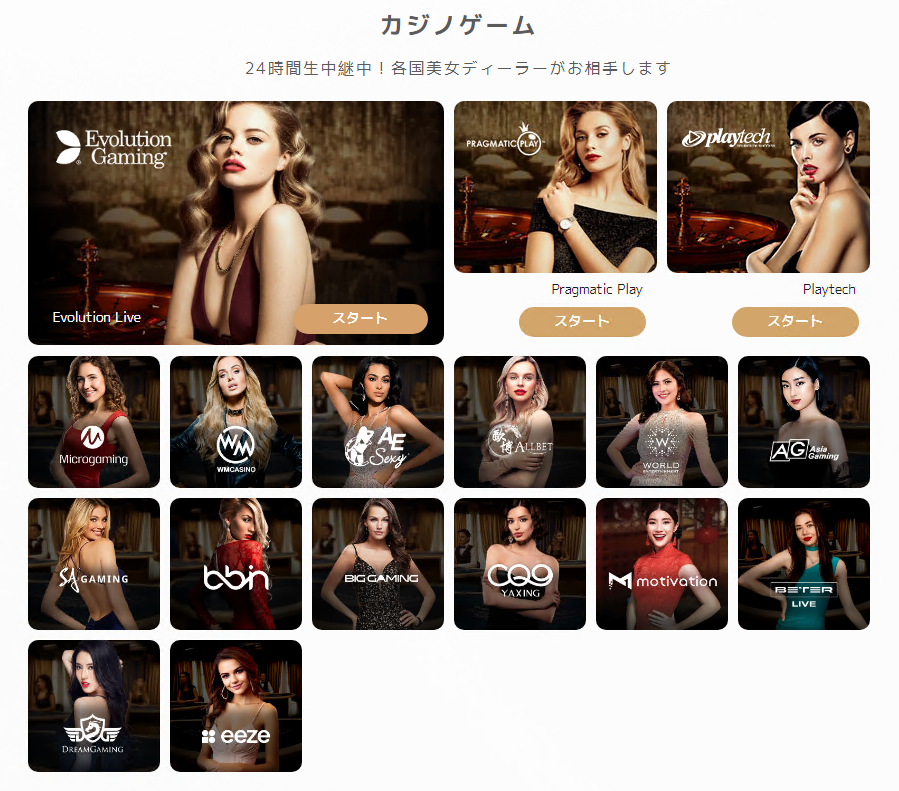 カジノゲーム
24時間生中継中！各国美女ディーラーがお相手します
Evolution
Gaming
®
Evolution Live
スタート
PRAGMATIC PLAY
Pragmatic Play
スタート
playtech
Playtech
スタート
Microgaming
WM
WMCASINO
AE
Sexy
歐博 ALLBET
W
WORLD
ENTERTAINMENT
AG Asia
Gaming
SA GAMING
bbin
BIG GAMING
CQ9
YAXING
motivation
BETER
LIVE
DREAMGAMING
eeze